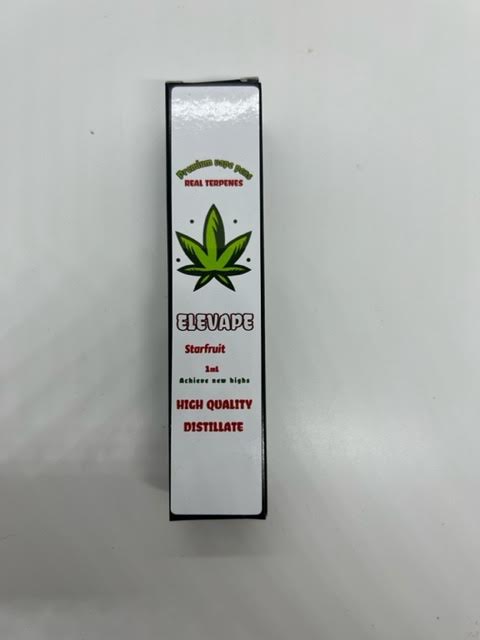 Premium vape pens
REAL TERPENES
ELEVAPE
Starfruit
1mL
Achieve new highs
HIGH QUALITY
DISTILLATE